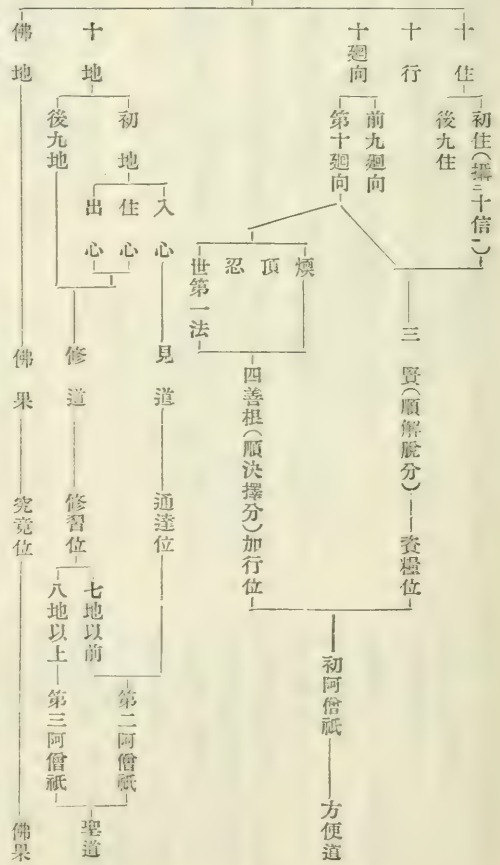 十住
初住(攝二十信一)
後九住
十行
十廻向
前九廻向
第十廻向
三賢(順解脫分)
資糧位
煗
頂
忍
世第一法
四善根(順決擇分)加行位
初阿僧祇
方便道
十地
初地
入心
住心
出心
後九地
見道
通達位
修道
修習位
七地以前
第二阿僧祇
八地以上
第三阿僧祇
聖道
佛地
佛果
究竟位
佛果